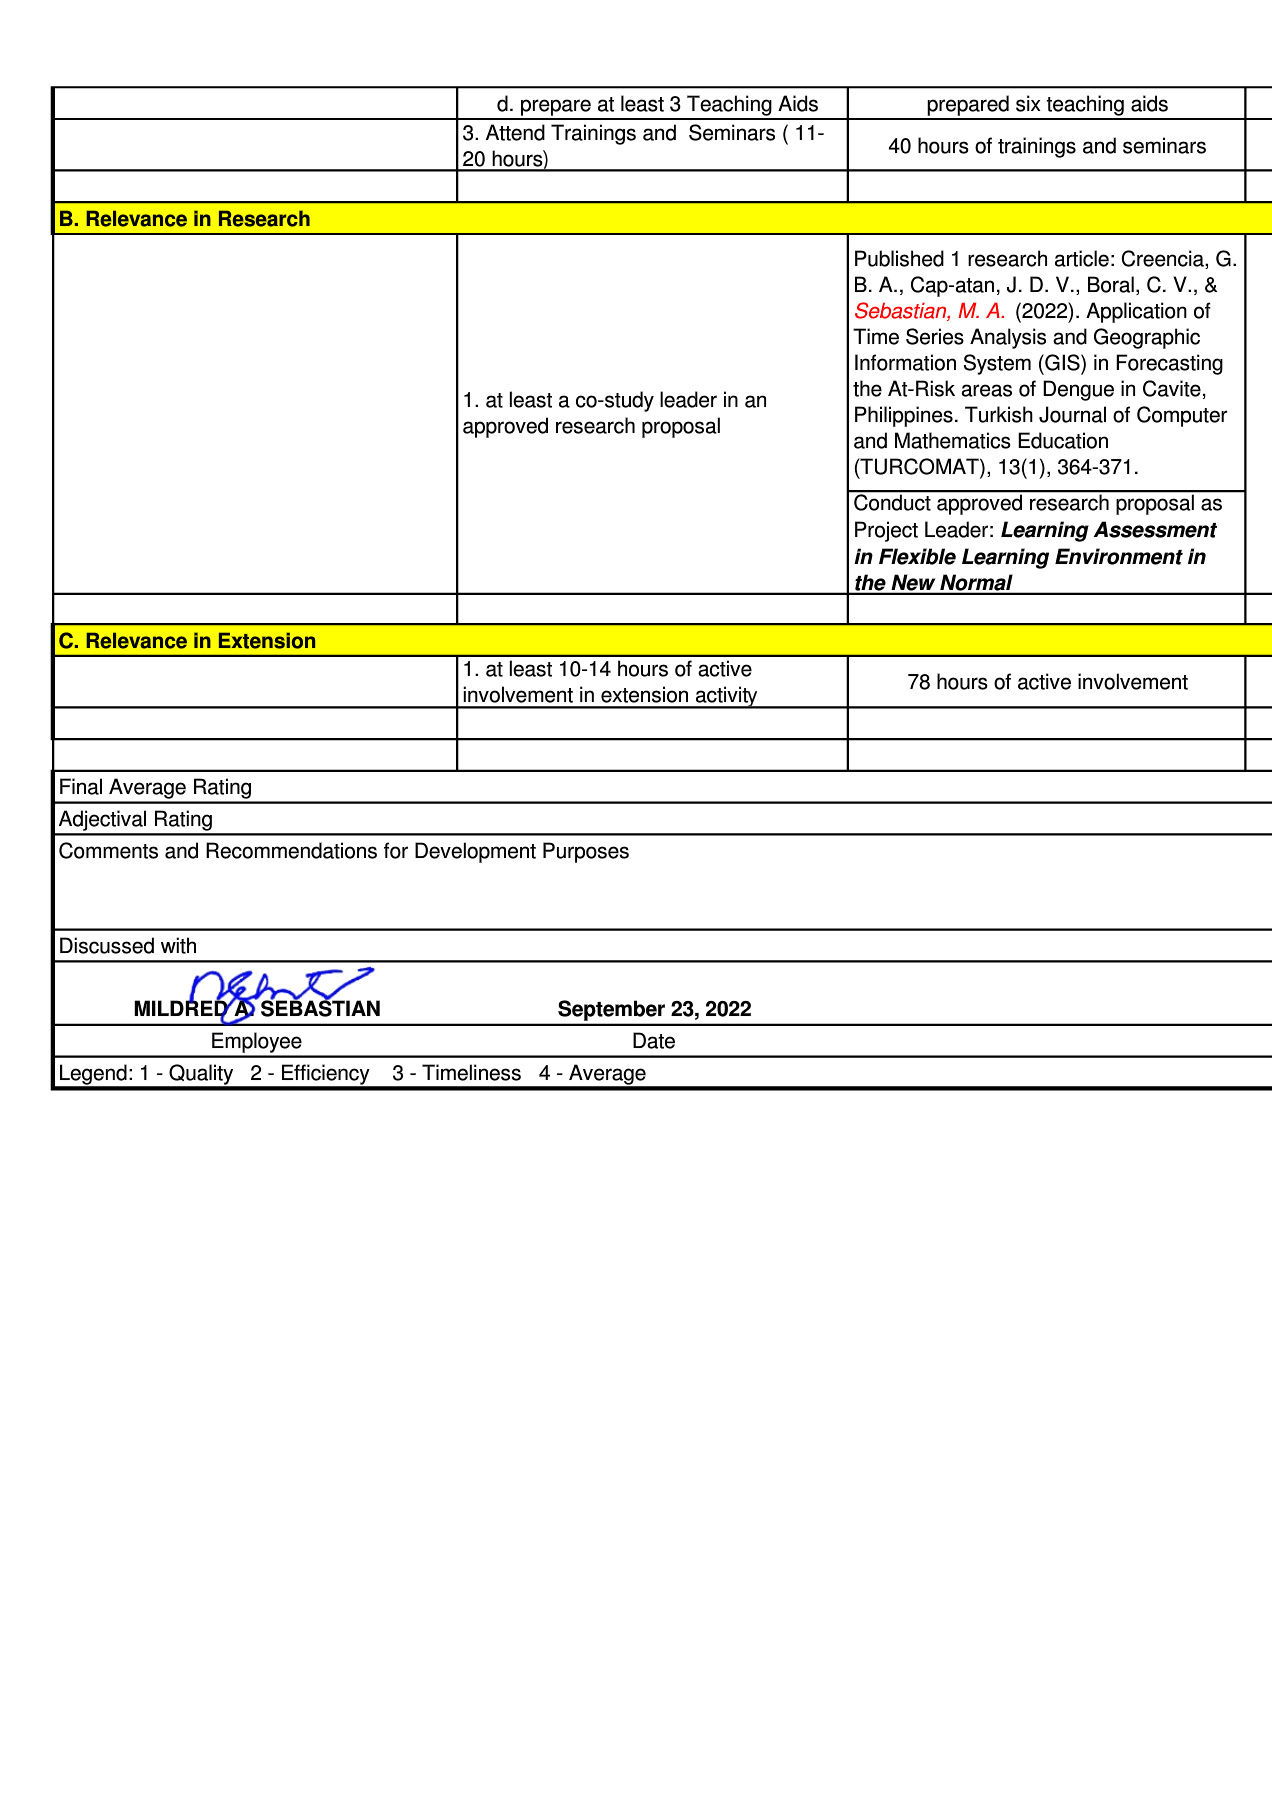 d. prepare at least 3 Teaching Aids
prepared six teaching aids
3. Attend Trainings and  Seminars ( 11-
20 hours)
40 hours of trainings and seminars
B. Relevance in Research
1. at least a co-study leader in an
approved research proposal
Published 1 research article: Creencia, G.
B. A., Cap-atan, J. D. V., Boral, C. V., &
Sebastian, M. A.  (2022). Application of
Time Series Analysis and Geographic
Information System (GIS) in Forecasting
the At-Risk areas of Dengue in Cavite,
Philippines. Turkish Journal of Computer
and Mathematics Education
(TURCOMAT), 13(1), 364-371.
Conduct approved research proposal as
Project Leader: Learning Assessment
in Flexible Learning Environment in
the New Normal
C. Relevance in Extension
1. at least 10-14 hours of active
involvement in extension activity
78 hours of active involvement
Final Average Rating
Adjectival Rating
Comments and Recommendations for Development Purposes
Discussed with
MILDRED A. SEBASTIAN
September 23, 2022
Employee
Date
Legend: 1 - Quality   2 - Efficiency    3 - Timeliness   4 - Average